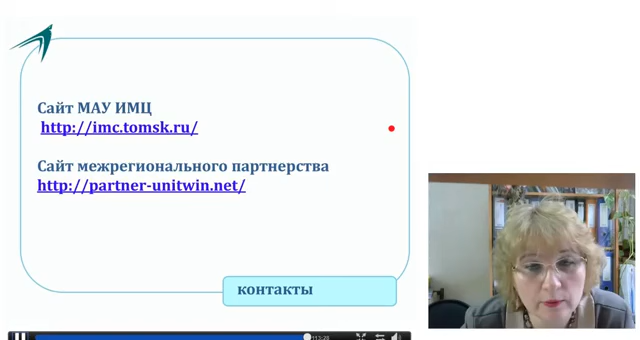 Сайт МАУ ИМЦ
http://imc.tomsk.ru/
Сайт межрегионального партнерства
http://partner-unitwin.net/
контакты